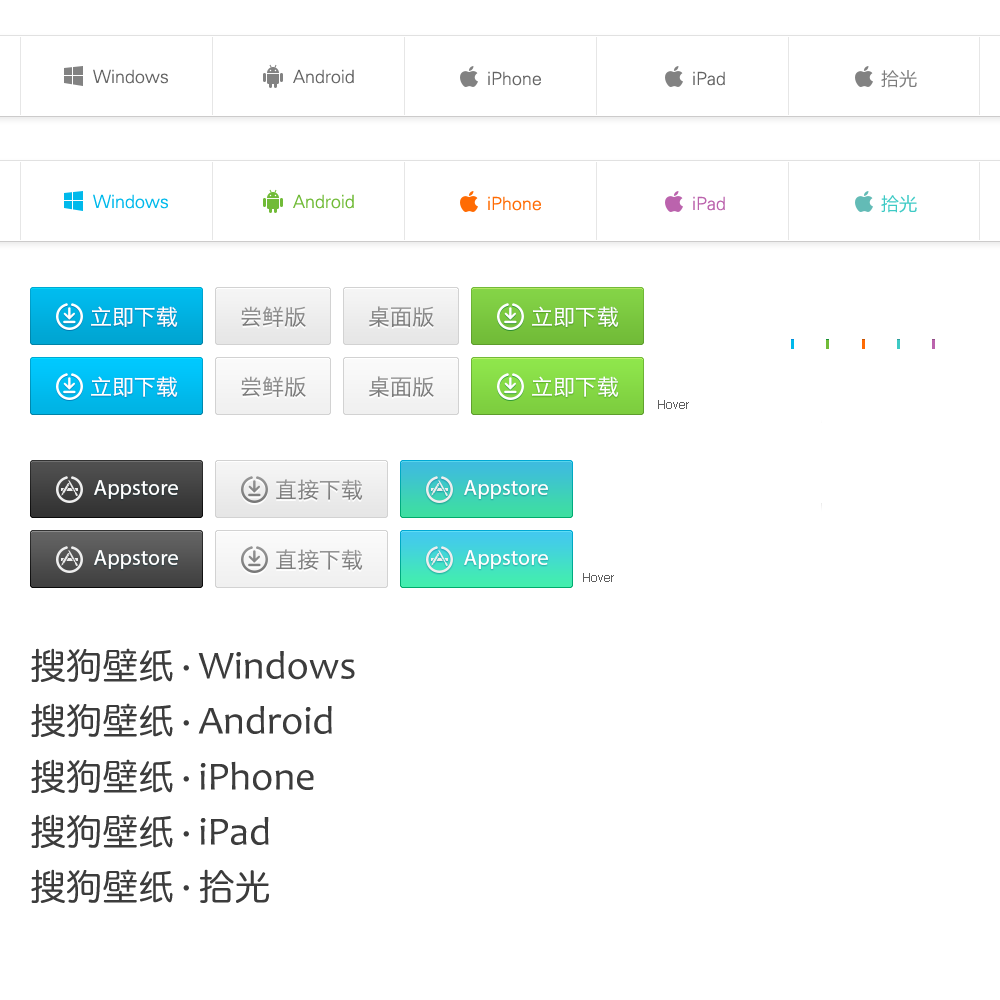 Windows Android iPhone iPad 拾光
Windows Android iPhone iPad 拾光
立即下载 尝鲜版 桌面版 立即下载
立即下载 尝鲜版 桌面版 立即下载
Hover
Appstore 直接下载 Appstore
Appstore 直接下载 Appstore
Hover
搜狗壁纸·Windows
搜狗壁纸·Android
搜狗壁纸·iPhone
搜狗壁纸·iPad
搜狗壁纸·拾光